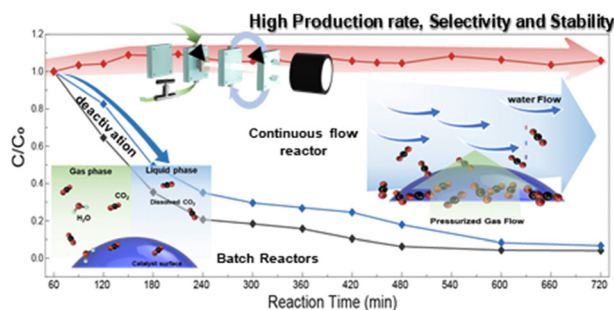 High Production rate, Selectivity and Stability
C/C₀
1.2
1.0
0.8
0.6
0.4
0.2
0.0
deactivation
Continuous flow
reactor
water Flow
Pressurized Gas Flow
Gas phase
Liquid phase
CO₂
Dissolved CO₂
H₂O
Catalyst surface
Batch Reactors
60 120 180 240 300 360 420 480 540 600 660 720
Reaction Time (min)